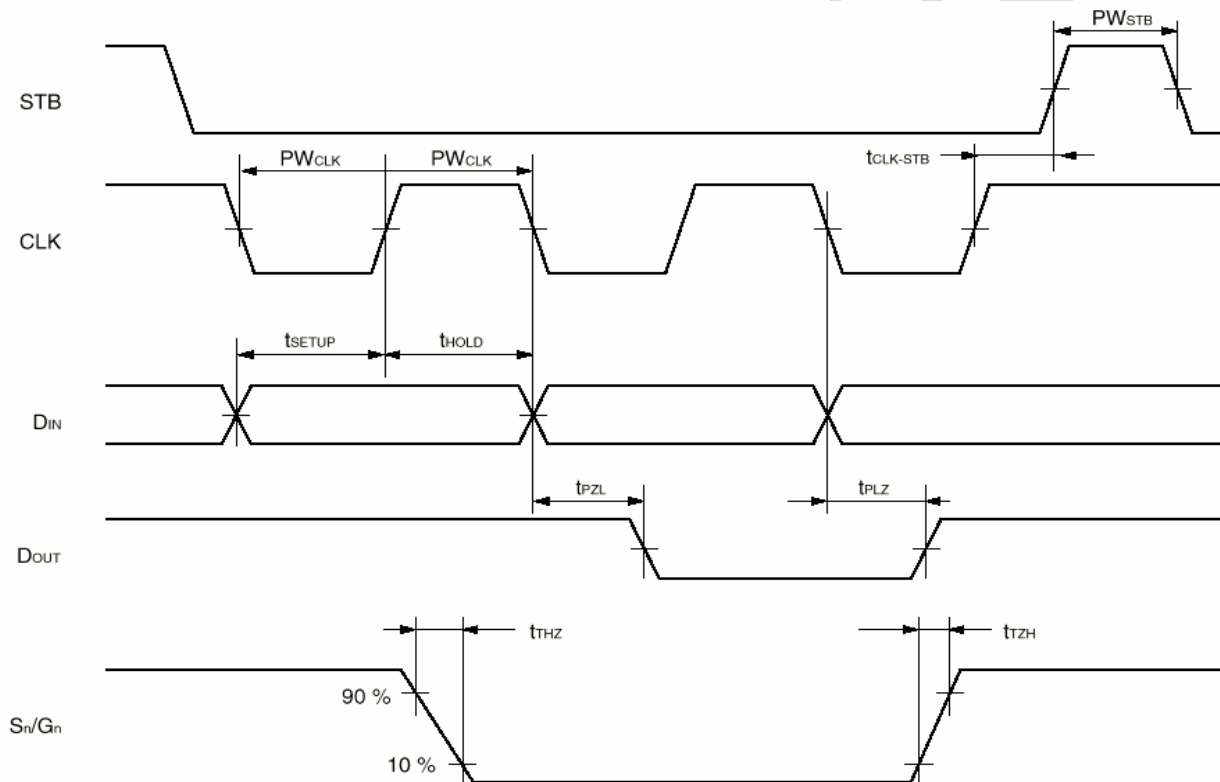 PWSTB
STB
tCLK-STB
PWCLK PWCLK
CLK
tSETUP tHOLD
DIN
tPZL tPLZ
DOUT
tTHZ tTZH
90 %
Sn/Gn
10 %